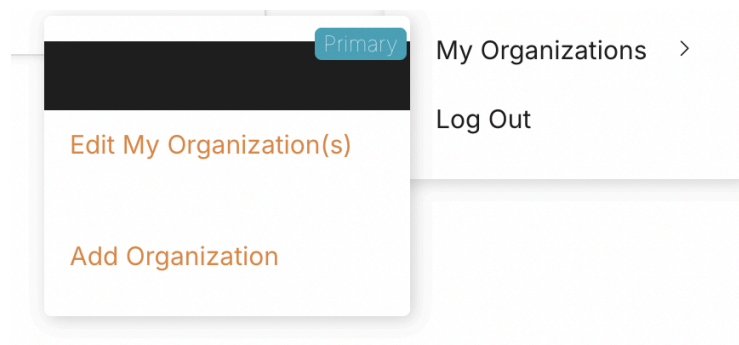 Primary
My Organizations
Log Out
Edit My Organization(s)
Add Organization